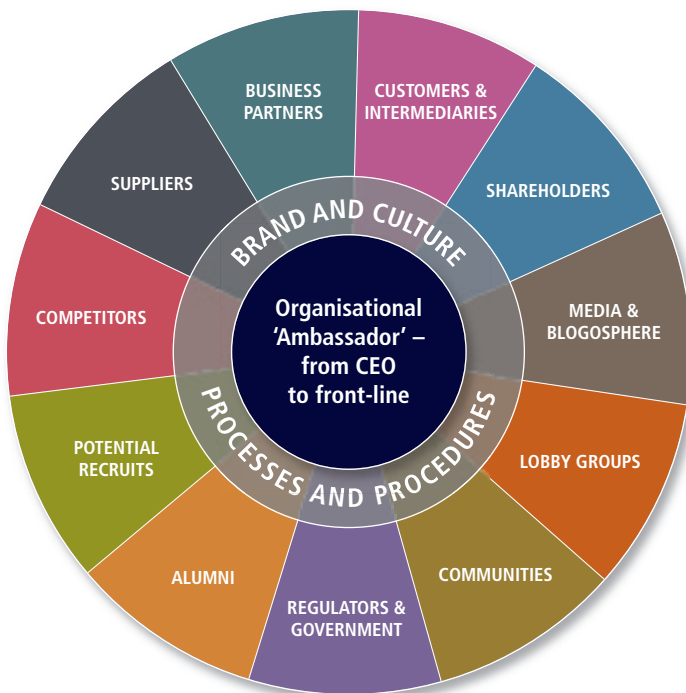 BUSINESS
PARTNERS
CUSTOMERS &
INTERMEDIARIES
SHAREHOLDERS
MEDIA &
BLOGOSPHERE
LOBBY GROUPS
COMMUNITIES
REGULATORS &
GOVERNMENT
ALUMNI
POTENTIAL
RECRUITS
COMPETITORS
SUPPLIERS
BRAND AND CULTURE
PROCESSES AND PROCEDURES
Organisational
‘Ambassador’ –
from CEO
to front-line